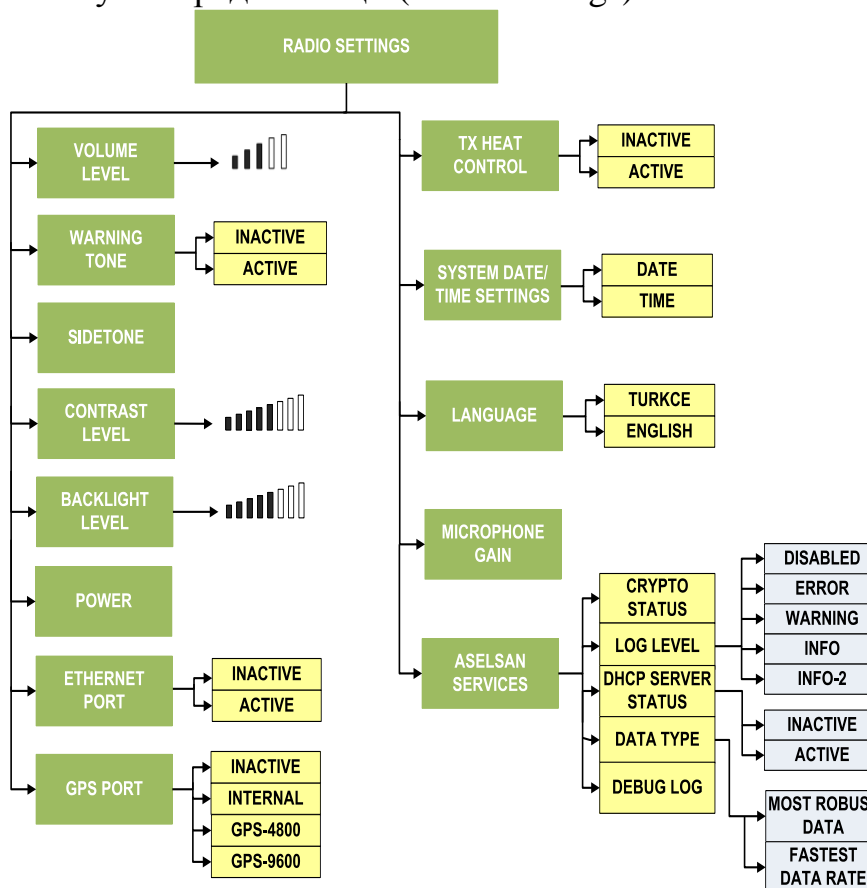 RADIO SETTINGS
VOLUME
LEVEL
WARNING
TONE
INACTIVE
ACTIVE
SIDETONE
CONTRAST
LEVEL
BACKLIGHT
LEVEL
POWER
ETHERNET
PORT
INACTIVE
ACTIVE
GPS PORT
INACTIVE
INTERNAL
GPS-4800
GPS-9600
TX HEAT
CONTROL
INACTIVE
ACTIVE
SYSTEM DATE/
TIME SETTINGS
DATE
TIME
LANGUAGE
TURKCE
ENGLISH
MICROPHONE
GAIN
ASELSAN
SERVICES
CRYPTO
STATUS
LOG LEVEL
DHCP SERVER
STATUS
DATA TYPE
DEBUG LOG
DISABLED
ERROR
WARNING
INFO
INFO-2
INACTIVE
ACTIVE
MOST
DATA
FASTEST
DATA RATE